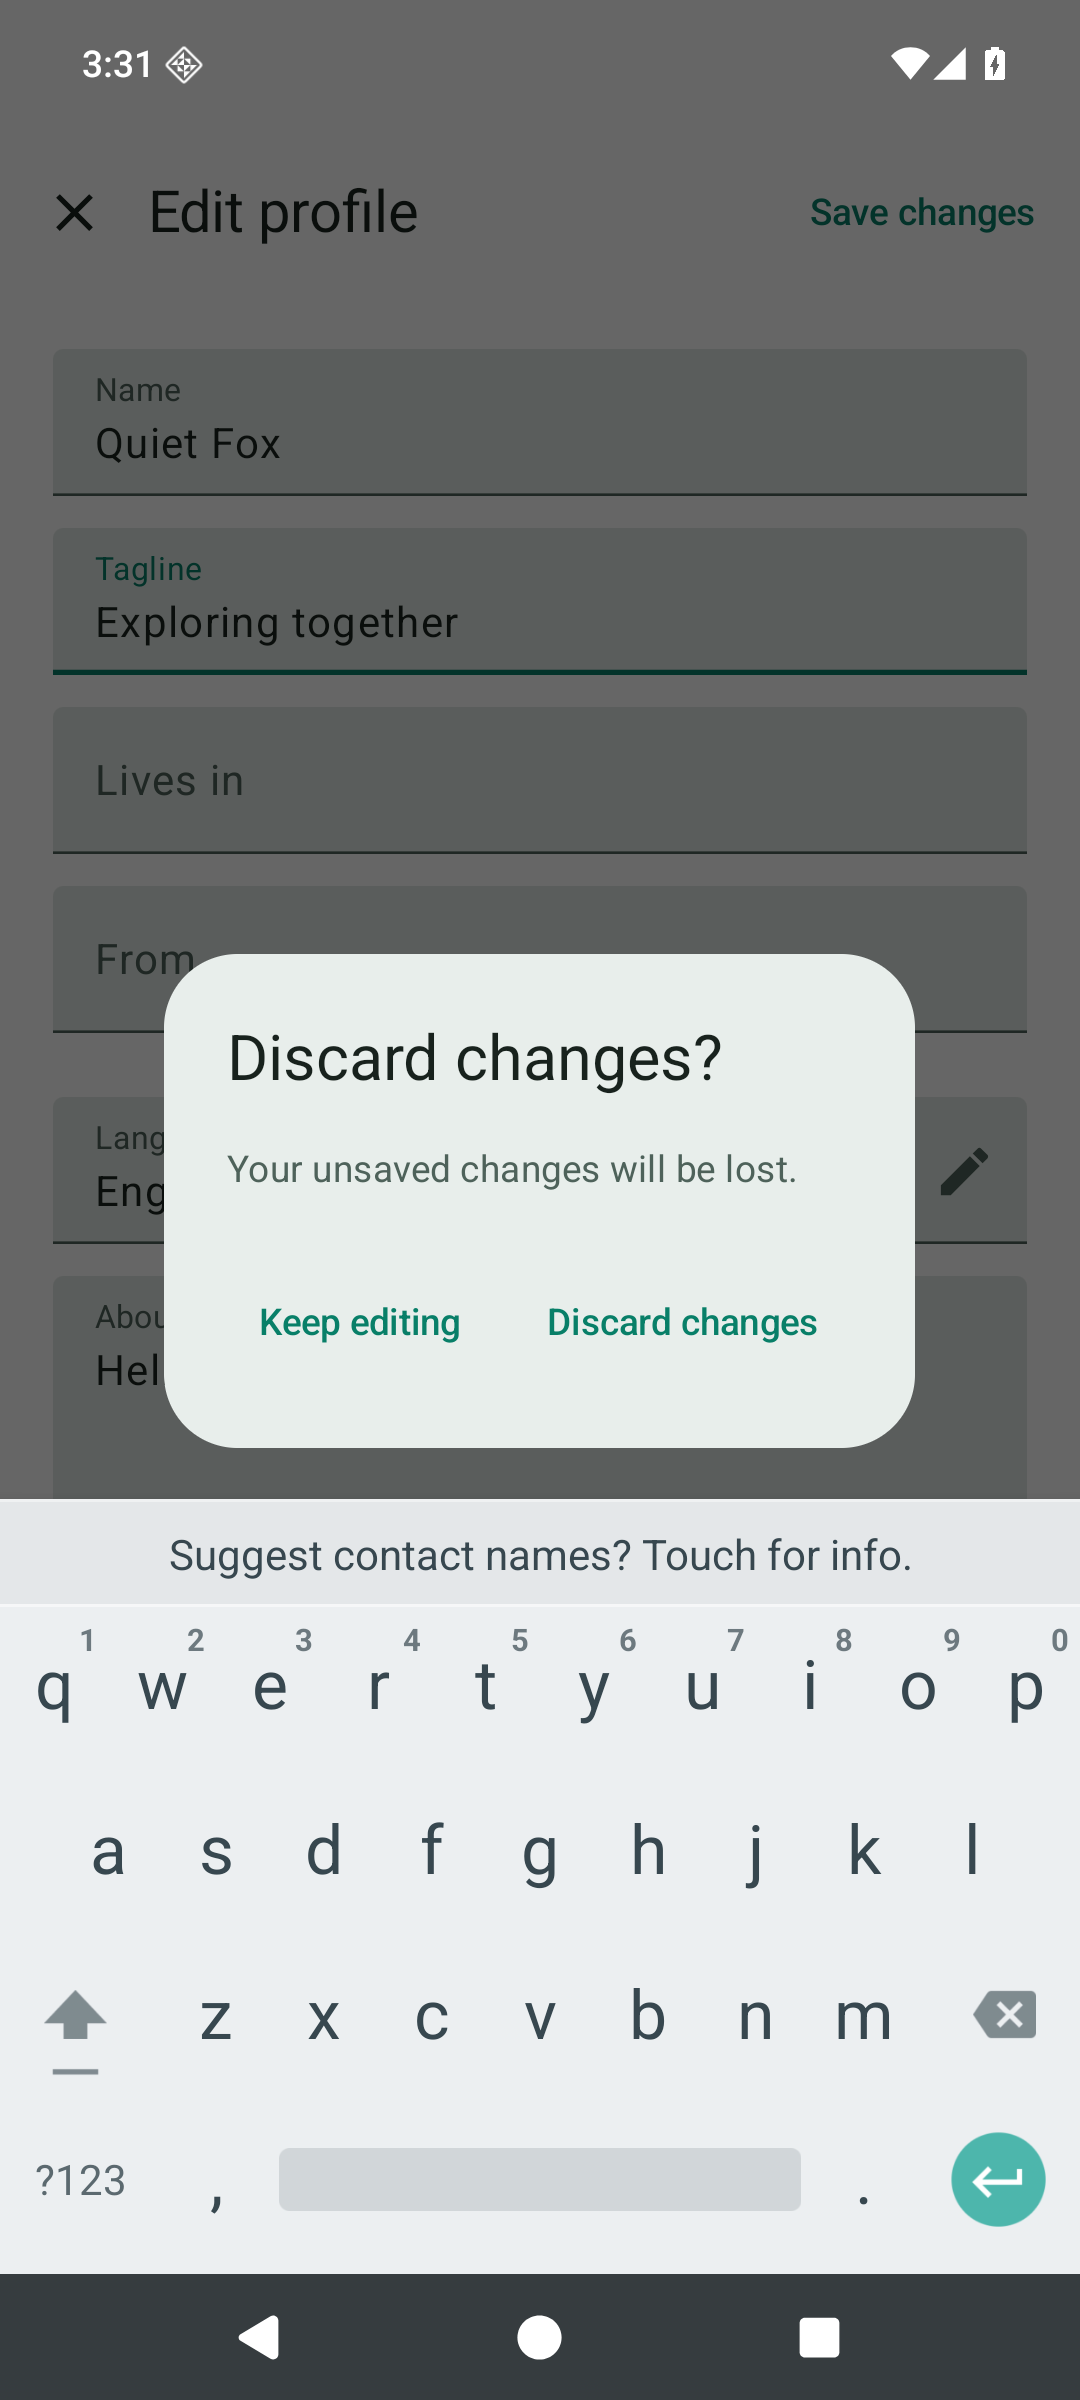 3:31
Edit profile
Save changes
Name
Quiet Fox
Tagline
Exploring together
Lives in
From
Lang
Eng
Abou
Hel
Discard changes?
Your unsaved changes will be lost.
Keep editing
Discard changes
Suggest contact names? Touch for info.
1 2 3 4 5 6 7 8 9 0
q w e r t y u i o p
a s d f g h j k l
z x c v b n m
?123 , .